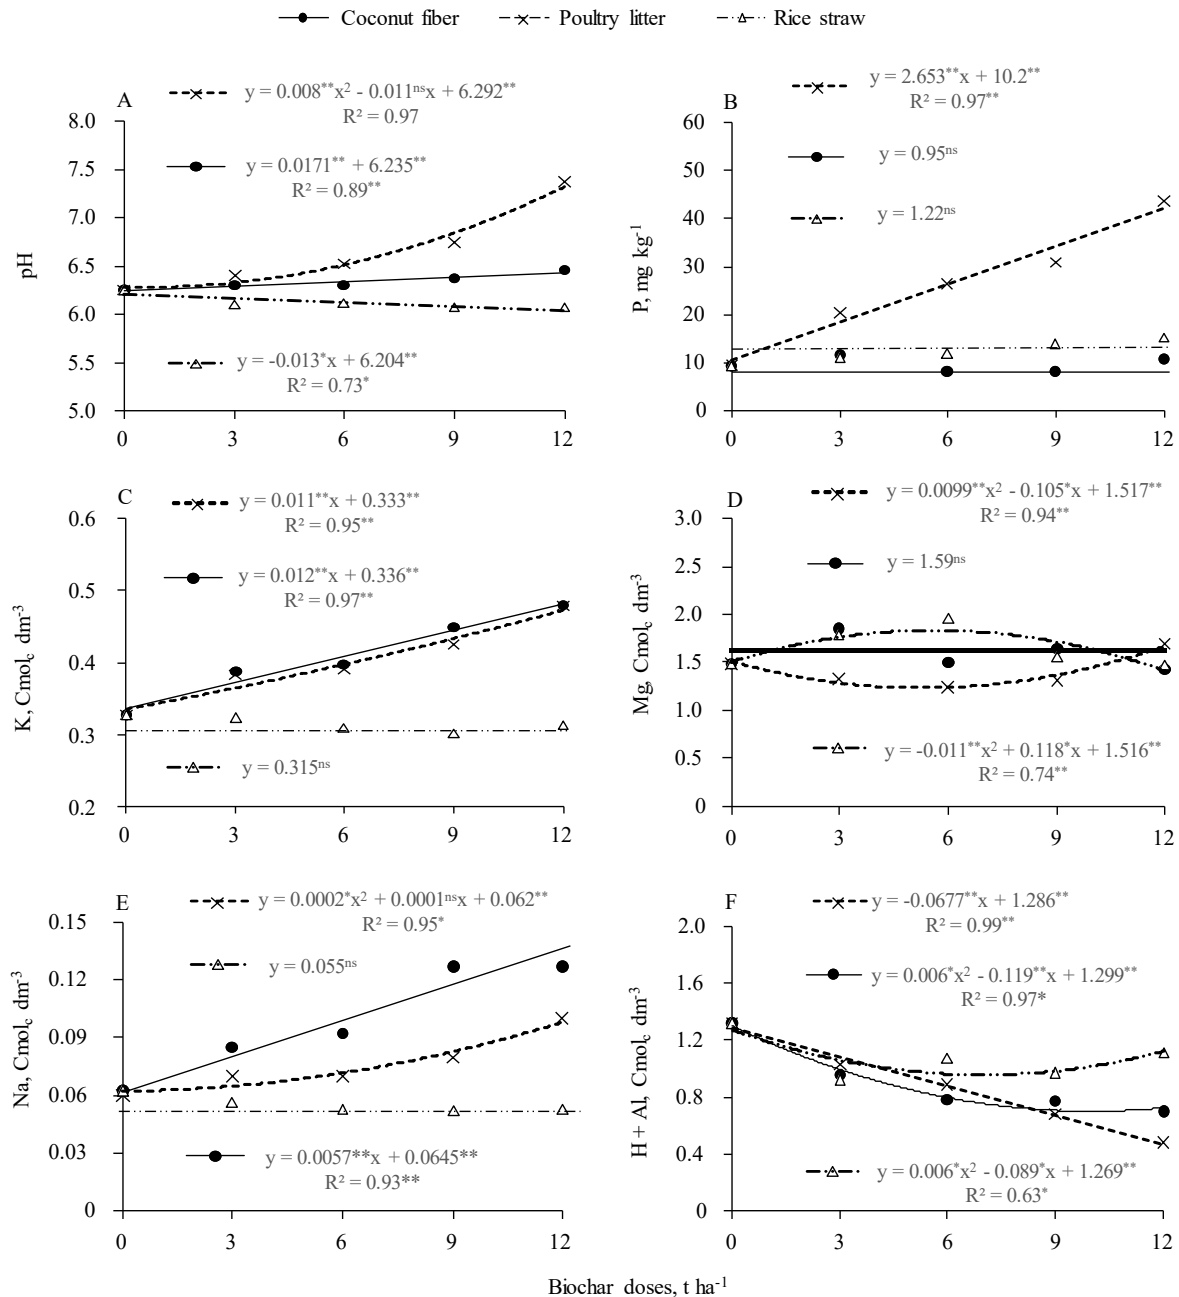 Coconut fiber Poultry litter Rice straw
A
y = 0.008**x² - 0.011ⁿˢx + 6.292**
R² = 0.97
y = 0.0171** + 6.235**
R² = 0.89**
y = -0.013*x + 6.204**
R² = 0.73*
pH
8.0
7.5
7.0
6.5
6.0
5.5
5.0
0 3 6 9 12
B
y = 2.653**x + 10.2**
R² = 0.97**
y = 0.95ⁿˢ
y = 1.22ⁿˢ
P, mg kg⁻¹
60
50
40
30
20
10
0
0 3 6 9 12
C
y = 0.011**x + 0.333**
R² = 0.95**
y = 0.012**x + 0.336**
R² = 0.97**
y = 0.315ⁿˢ
K, Cmol_c dm⁻³
0.6
0.5
0.4
0.3
0.2
0 3 6 9 12
D
y = 0.0099**x² - 0.105*x + 1.517**
R² = 0.94**
y = 1.59ⁿˢ
y = -0.011**x² + 0.118*x + 1.516**
R² = 0.74**
Mg, Cmol_c dm⁻³
3.0
2.5
2.0
1.5
1.0
0.5
0
0 3 6 9 12
E
y = 0.0002*x² + 0.0001ⁿˢx + 0.062**
R² = 0.95*
y = 0.055ⁿˢ
y = 0.0057**x + 0.0645**
R² = 0.93**
Na, Cmol_c dm⁻³
0.15
0.12
0.09
0.06
0.03
0
0 3 6 9 12
F
y = -0.0677**x + 1.286**
R² = 0.99**
y = 0.006*x² - 0.119**x + 1.299**
R² = 0.97*
y = 0.006*x² - 0.089*x + 1.269**
R² = 0.63*
H + Al, Cmol_c dm⁻³
2.0
1.6
1.2
0.8
0.4
0
0 3 6 9 12
Biochar doses, t ha⁻¹